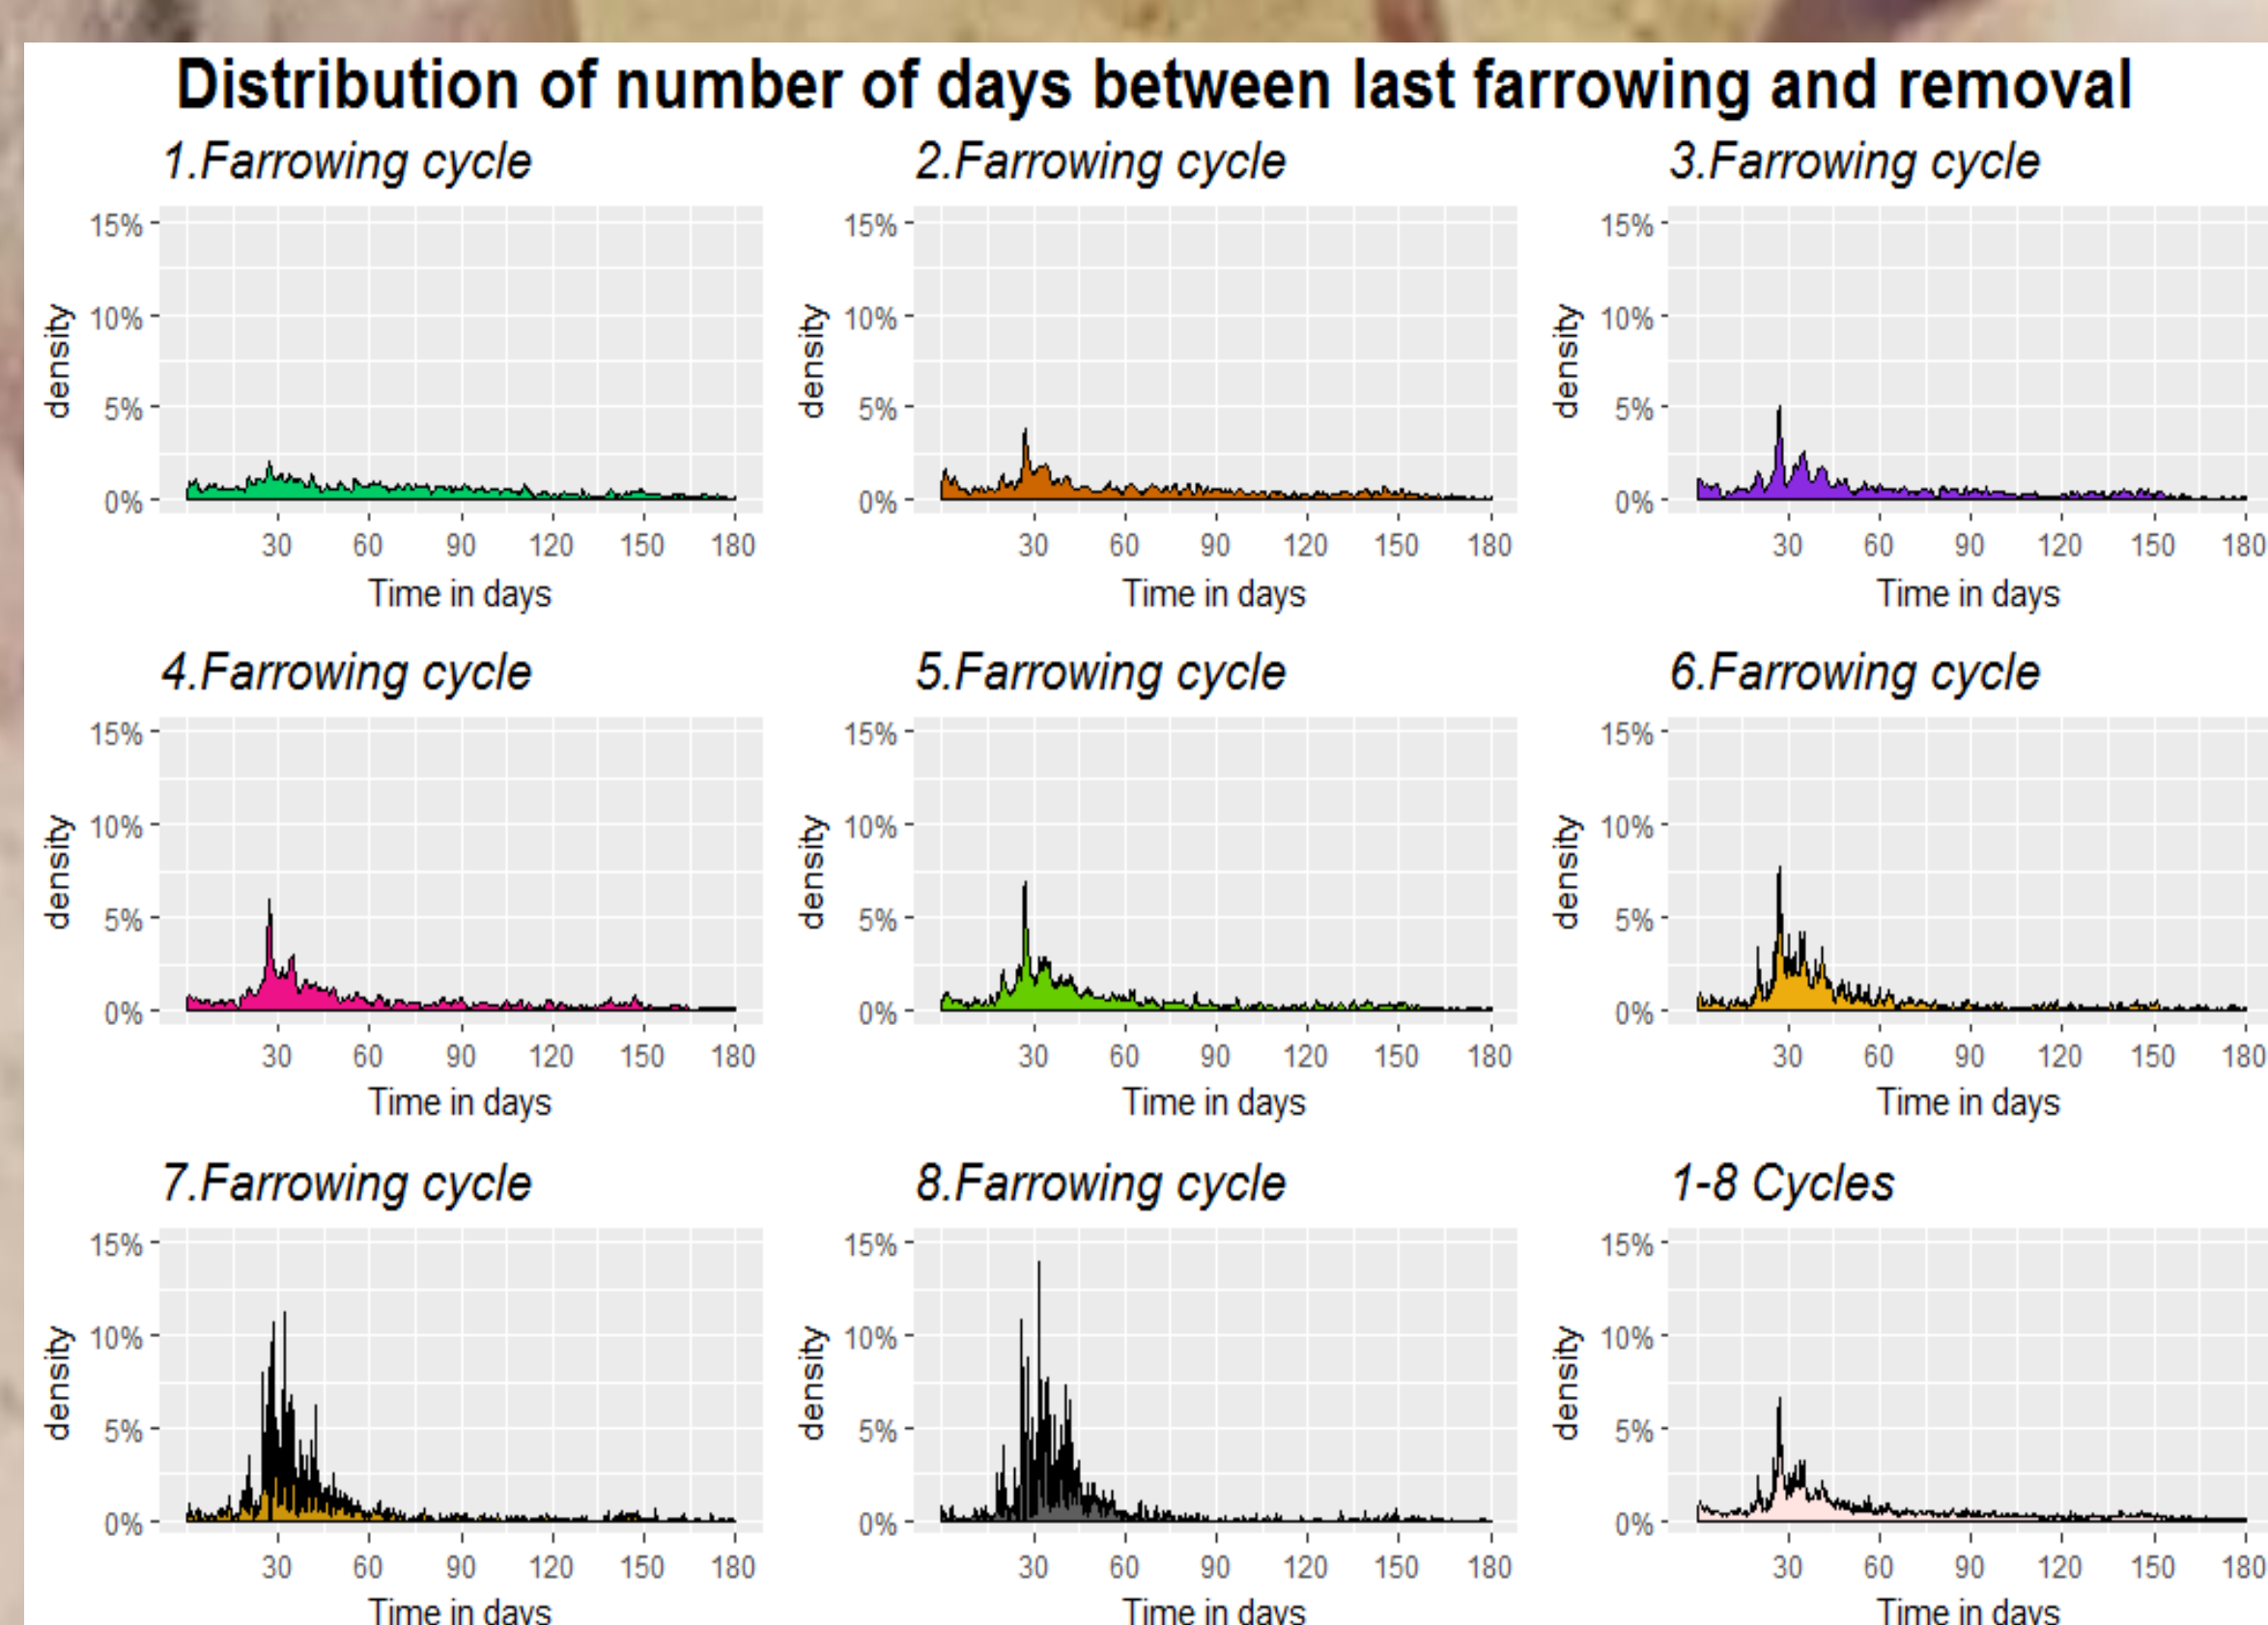 Distribution of number of days between last farrowing and removal
1.Farrowing cycle
2.Farrowing cycle
3.Farrowing cycle
15%
10%
5%
0%
density
30 60 90 120 150 180
Time in days
15%
10%
5%
0%
density
30 60 90 120 150 180
Time in days
15%
10%
5%
0%
density
30 60 90 120 150 180
Time in days
4.Farrowing cycle
5.Farrowing cycle
6.Farrowing cycle
15%
10%
5%
0%
density
30 60 90 120 150 180
Time in days
15%
10%
5%
0%
density
30 60 90 120 150 180
Time in days
15%
10%
5%
0%
density
30 60 90 120 150 180
Time in days
7.Farrowing cycle
8.Farrowing cycle
1-8 Cycles
15%
10%
5%
0%
density
30 60 90 120 150 180
Time in days
15%
10%
5%
0%
density
30 60 90 120 150 180
Time in days
15%
10%
5%
0%
density
30 60 90 120 150 180
Time in days